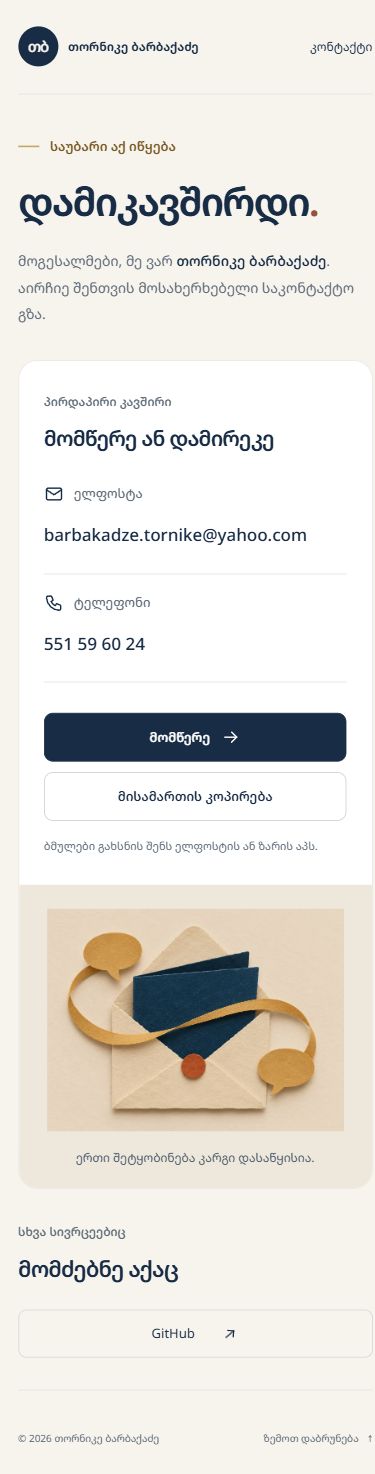 თბ თორნიკე ბარბაქაძე კონტაქტი
საუბარი აქ იწყება
დამიკავშირდი.
მოგესალმები, მე ვარ თორნიკე ბარბაქაძე.
აირჩიე შენთვის მოსახერხებელი საკონტაქტო
გზა.
პირდაპირი კავშირი
მომწერე ან დამირეკე
ელფოსტა
barbakadze.tornike@yahoo.com
ტელეფონი
551 59 60 24
მომწერე →
მისამართის კოპირება
ბმულები გახსნის შენს ელფოსტის ან ზარის აპს.
ერთი შეტყობინება კარგი დასაწყისია.
სხვა სივრცეებიც
მომძებნე აქაც
GitHub ↗
© 2026 თორნიკე ბარბაქაძე ზემოთ დაბრუნება ↑